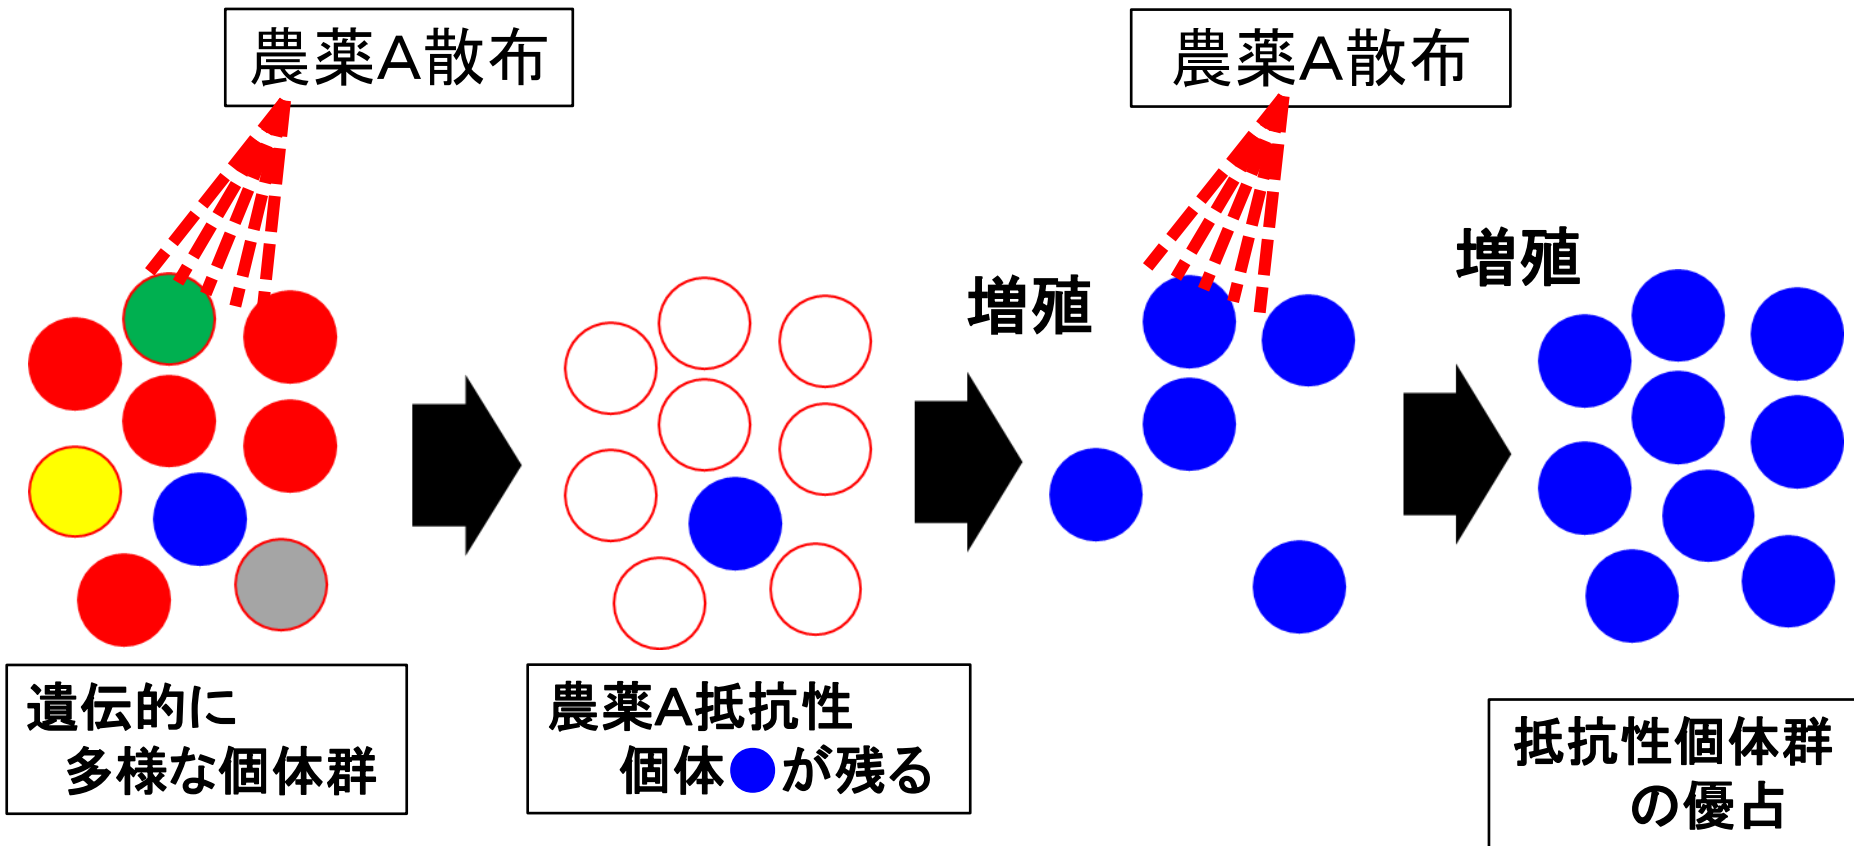 農薬A散布
農薬A散布
増殖
増殖
遺伝的に
多様な個体群
農薬A抵抗性
個体●が残る
抵抗性個体群
の優占